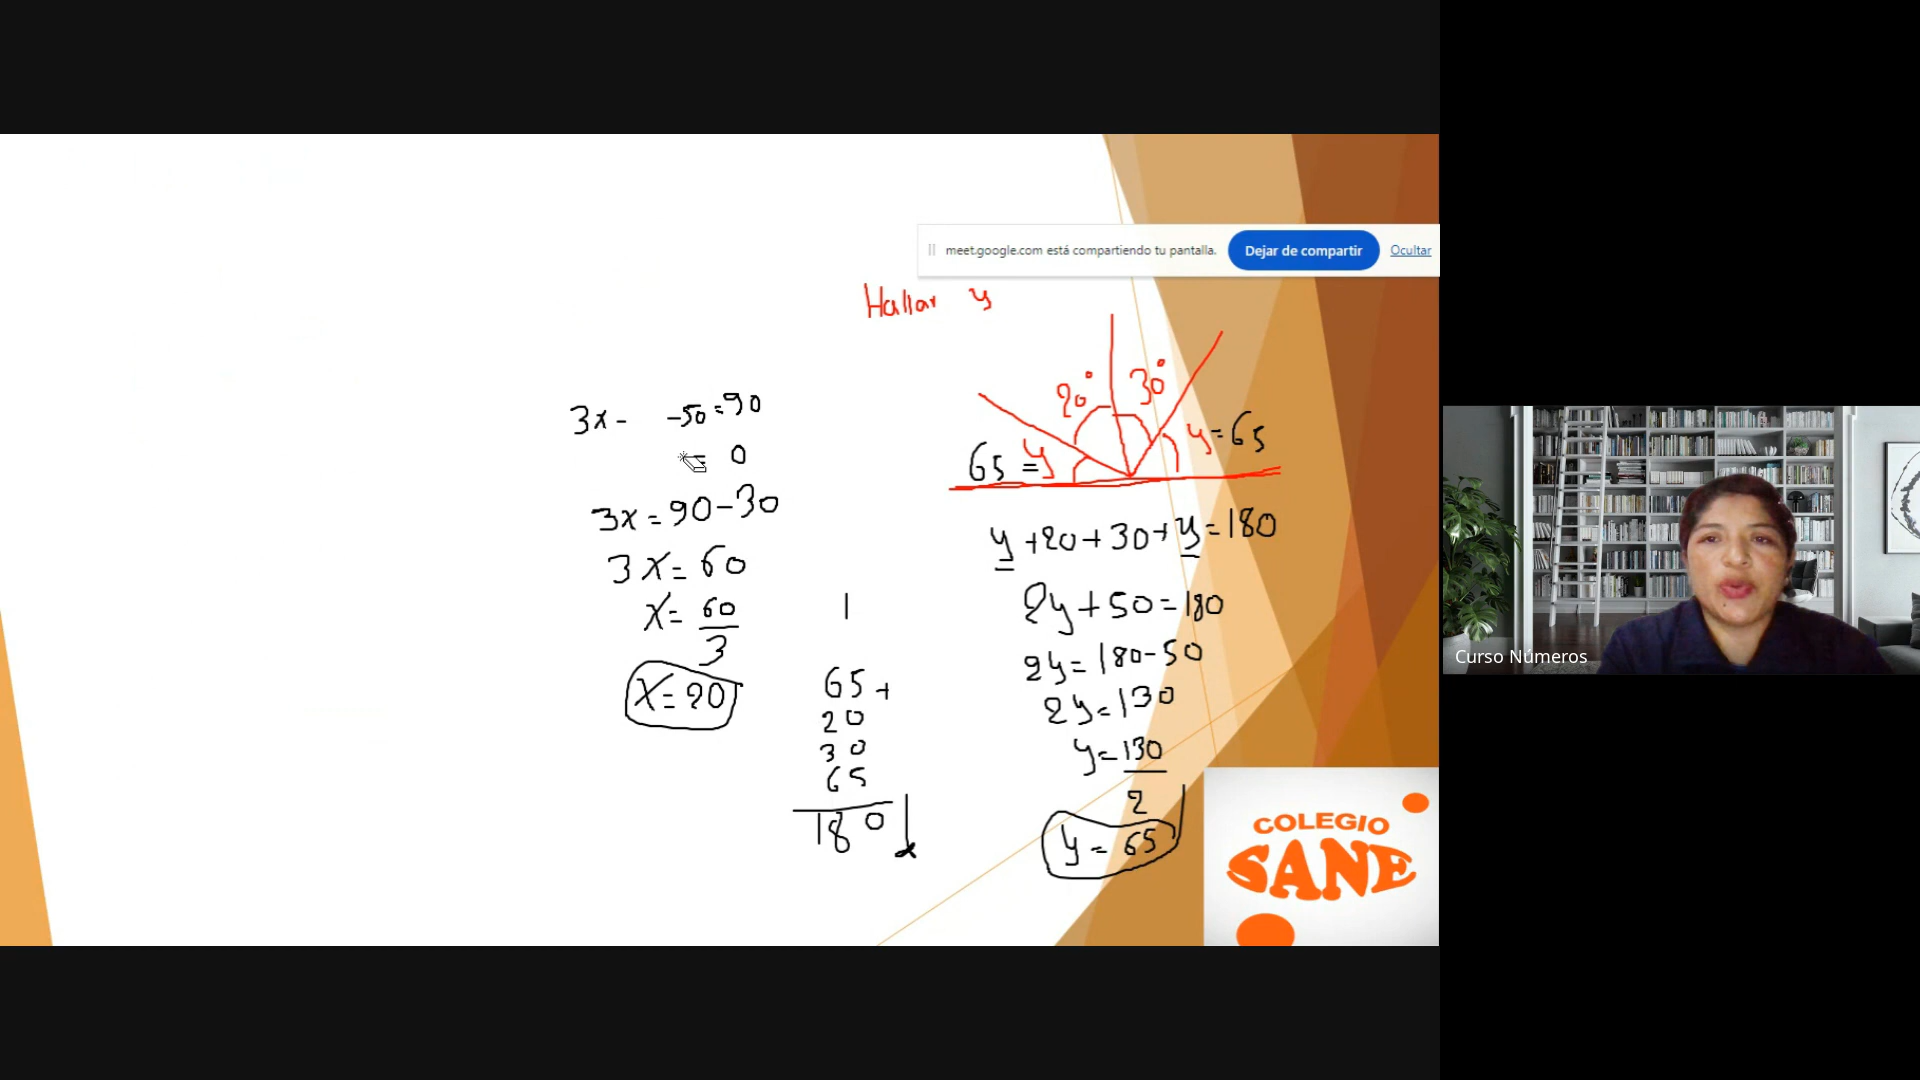 meet.google.com está compartiendo tu pantalla. Dejar de compartir Ocultar
Hallar y
20° 30°
65 = y y = 65
3x - -50 = 90
= 0
3x = 90 - 30
3x = 60
x = 60
3
x = 20
1
65 +
20
30
65
180
y + 20 + 30 + y = 180
2y + 50 = 180
2y = 180 - 50
2y = 130
y = 130
2
y = 65
COLEGIO
SANE
Curso Números